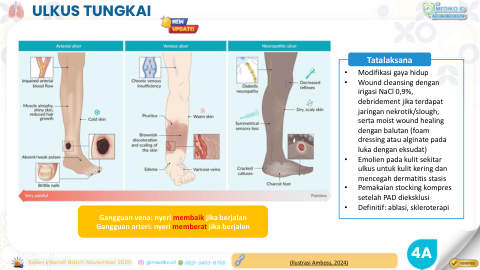 ULKUS TUNGKAI
NEW
UPDATE!
Arterial ulcer
Venous ulcer
Neuropathic ulcer
Impaired arterial
blood flow
Muscle atrophy,
shiny skin,
reduced hair
growth
Cold skin
Absent/weak pulses
Brittle nails
Chronic venous
insufficiency
Pruritus
Warm skin
Brownish
discoloration
and scaling of
the skin
Edema
Varicose veins
Diabetic
neuropathy
Decreased
reflexes
Dry, scaly skin
Symmetrical
sensory loss
Cracked
calluses
Charcot foot
Very painful
Painless
Gangguan vena: nyeri membaik jika berjalan
Gangguan arteri: nyeri memberat jika berjalan
Tatalaksana
• Modifikasi gaya hidup
• Wound cleansing dengan
irigasi NaCl 0,9%,
debridement jika terdapat
jaringan nekrotik/slough,
serta moist wound healing
dengan balutan (foam
dressing atau alginate pada
luka dengan eksudat)
• Emolien pada kulit sekitar
ulkus untuk kulit kering dan
mencegah dermatitis stasis
• Pemakaian stocking kompres
setelah PAD dieksklusi
• Definitif: ablasi, skleroterapi
4A
(Ilustrasi Amboss, 2024)